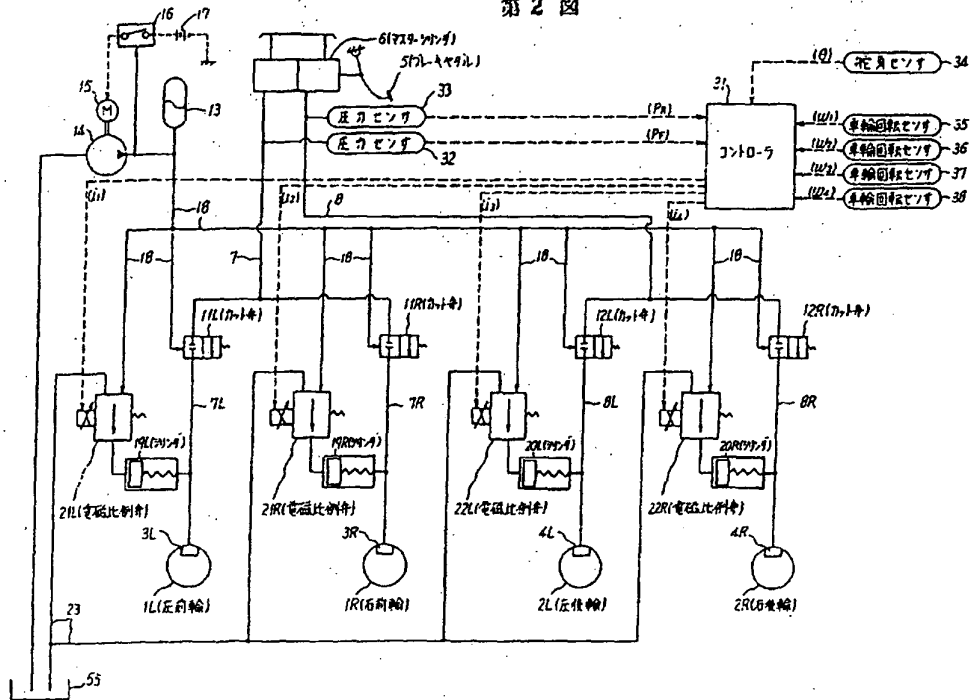 第2図
16
17
6(マスターシリンダ)
5(ブレーキペダル)
15
M
14
13
33
圧力センサ
(PR)
圧力センサ
(PF)
32
31
コントローラ
(θ)
舵角センサ
34
(ω1)
車輪回転センサ
35
(ω2)
車輪回転センサ
36
(ω3)
車輪回転センサ
37
(ω4)
車輪回転センサ
38
(i1)
(i2)
(i3)
(i4)
8
18
18
18
7
18
18
18
11L(カット弁)
11R(カット弁)
12L(カット弁)
12R(カット弁)
7L
7R
8L
8R
19L(シリンダ)
19R(シリンダ)
20L(シリンダ)
20R(シリンダ)
21L(電磁比例弁)
21R(電磁比例弁)
22L(電磁比例弁)
22R(電磁比例弁)
3L
3R
4L
4R
1L(左前輪)
1R(右前輪)
2L(左後輪)
2R(右後輪)
23
55